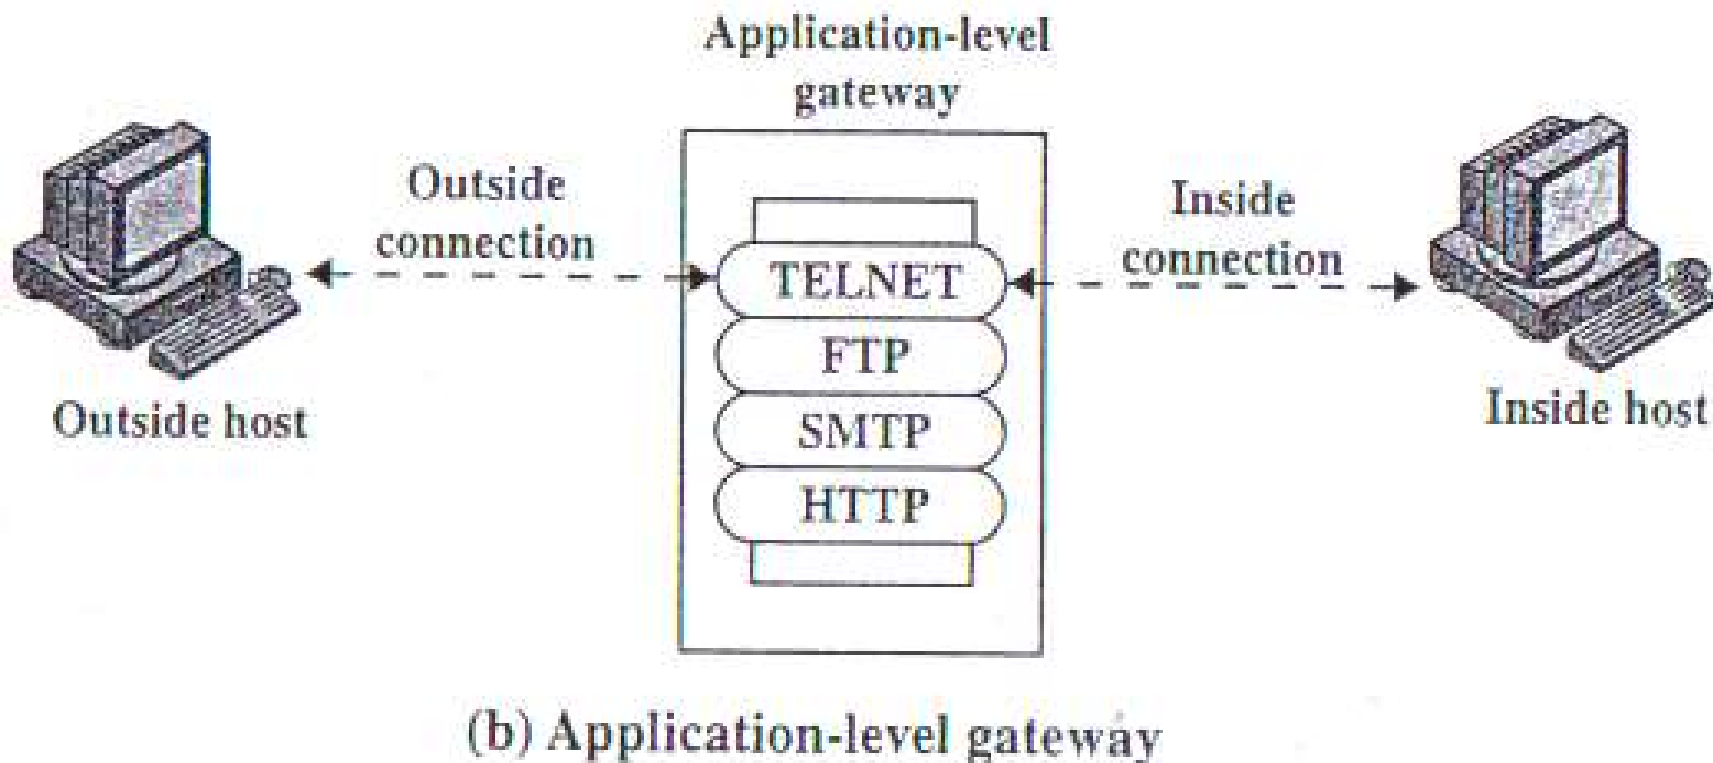 Application-level
gateway
Outside
connection
Inside
connection
TELNET
FTP
SMTP
HTTP
Outside host
Inside host
(b) Application-level gateway